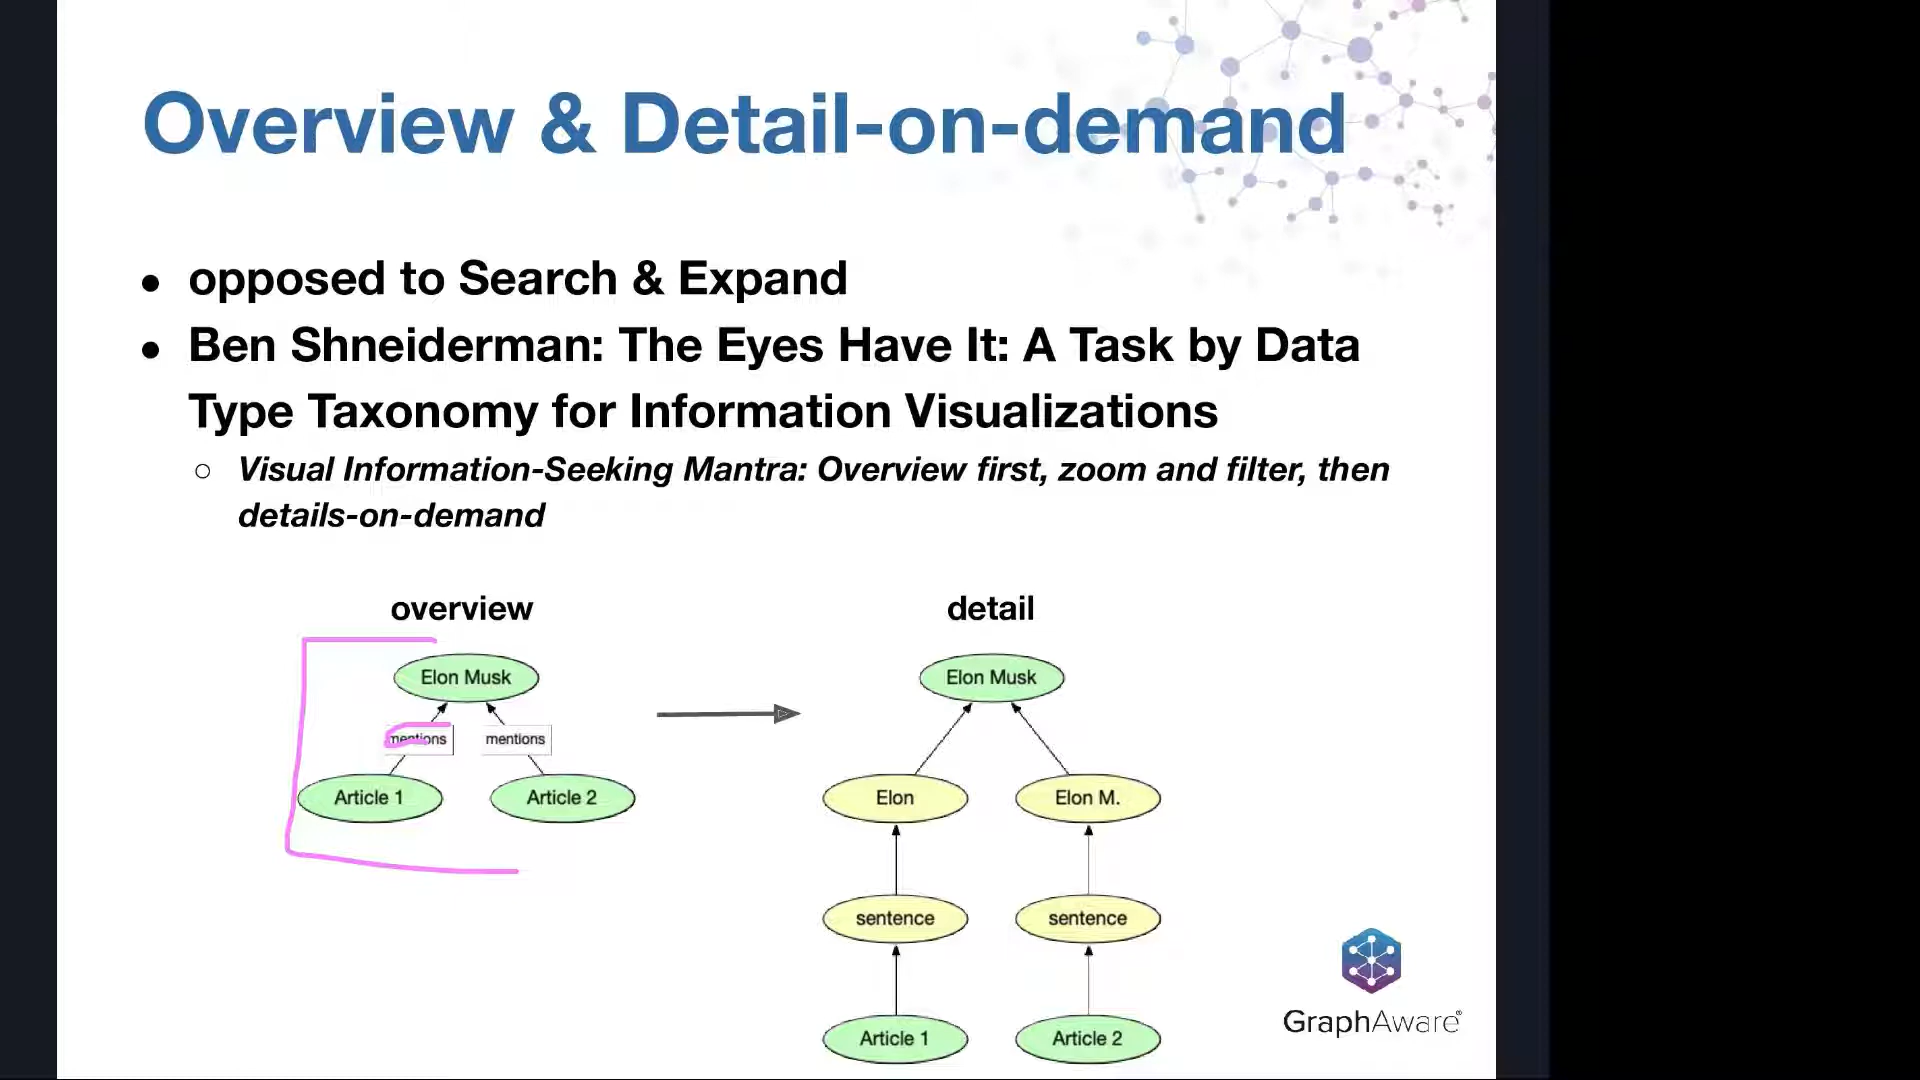 Overview & Detail-on-demand
● opposed to Search & Expand
● Ben Shneiderman: The Eyes Have It: A Task by Data
Type Taxonomy for Information Visualizations
○ Visual Information-Seeking Mantra: Overview first, zoom and filter, then
details-on-demand
overview
Elon Musk
mentions
mentions
Article 1
Article 2
detail
Elon Musk
Elon
Elon M.
sentence
sentence
Article 1
Article 2
GraphAware®